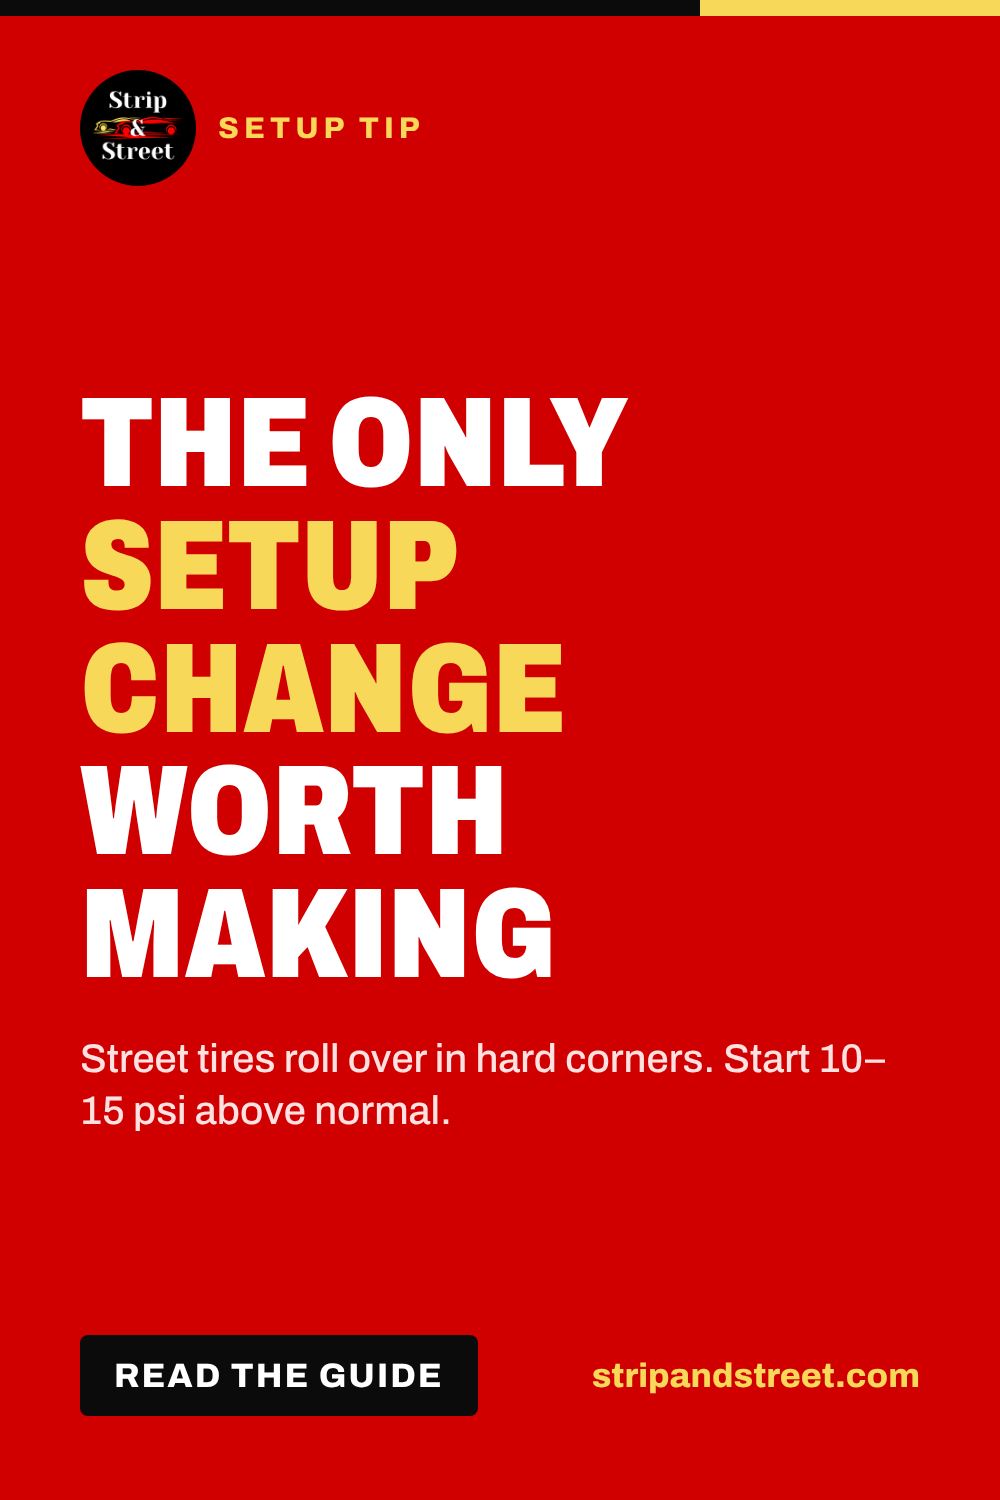 Strip
&
Street
SETUP TIP
THE ONLY
SETUP
CHANGE
WORTH
MAKING
Street tires roll over in hard corners. Start 10–
15 psi above normal.
READ THE GUIDE
stripandstreet.com